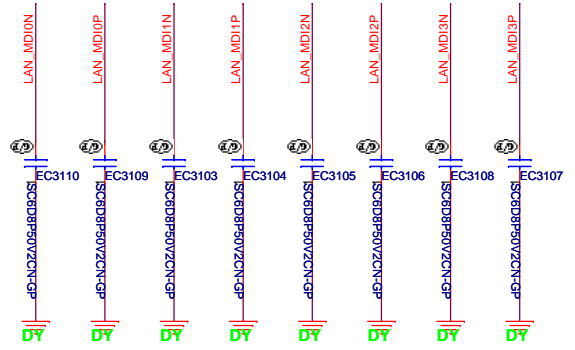 LAN_MDI0N
LAN_MDI0P
LAN_MDI1N
LAN_MDI1P
LAN_MDI2N
LAN_MDI2P
LAN_MDI3N
LAN_MDI3P
EC3110
EC3109
EC3103
EC3104
EC3105
EC3106
EC3108
EC3107
SC6D8P50V2CN-GP
SC6D8P50V2CN-GP
SC6D8P50V2CN-GP
SC6D8P50V2CN-GP
SC6D8P50V2CN-GP
SC6D8P50V2CN-GP
SC6D8P50V2CN-GP
SC6D8P50V2CN-GP
DY
DY
DY
DY
DY
DY
DY
DY